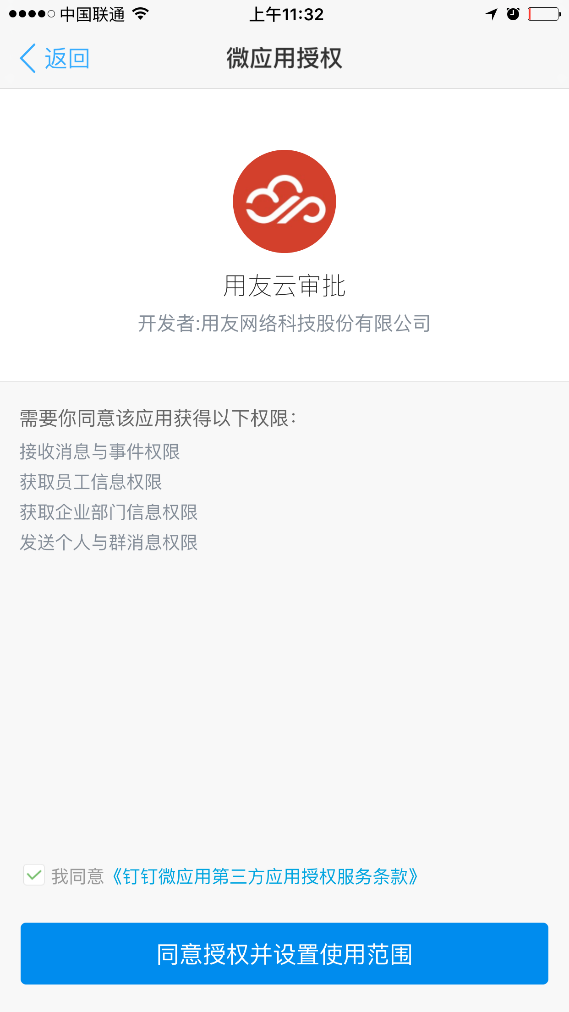 中国联通
上午11:32
返回
微应用授权
用友云审批
开发者:用友网络科技股份有限公司
需要你同意该应用获得以下权限：
接收消息与事件权限
获取员工信息权限
获取企业部门信息权限
发送个人与群消息权限
我同意《钉钉微应用第三方应用授权服务条款》
同意授权并设置使用范围